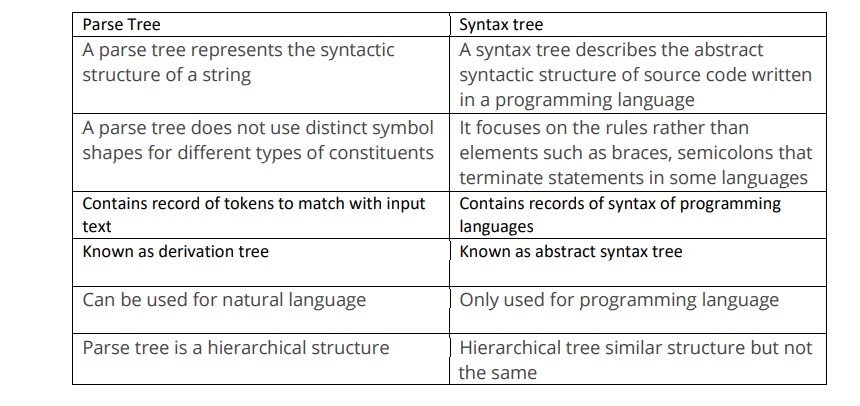 Parse Tree
Syntax tree
A parse tree represents the syntactic
structure of a string
A syntax tree describes the abstract
syntactic structure of source code written
in a programming language
A parse tree does not use distinct symbol
shapes for different types of constituents
It focuses on the rules rather than
elements such as braces, semicolons that
terminate statements in some languages
Contains record of tokens to match with input
text
Contains records of syntax of programming
languages
Known as derivation tree
Known as abstract syntax tree
Can be used for natural language
Only used for programming language
Parse tree is a hierarchical structure
Hierarchical tree similar structure but not
the same